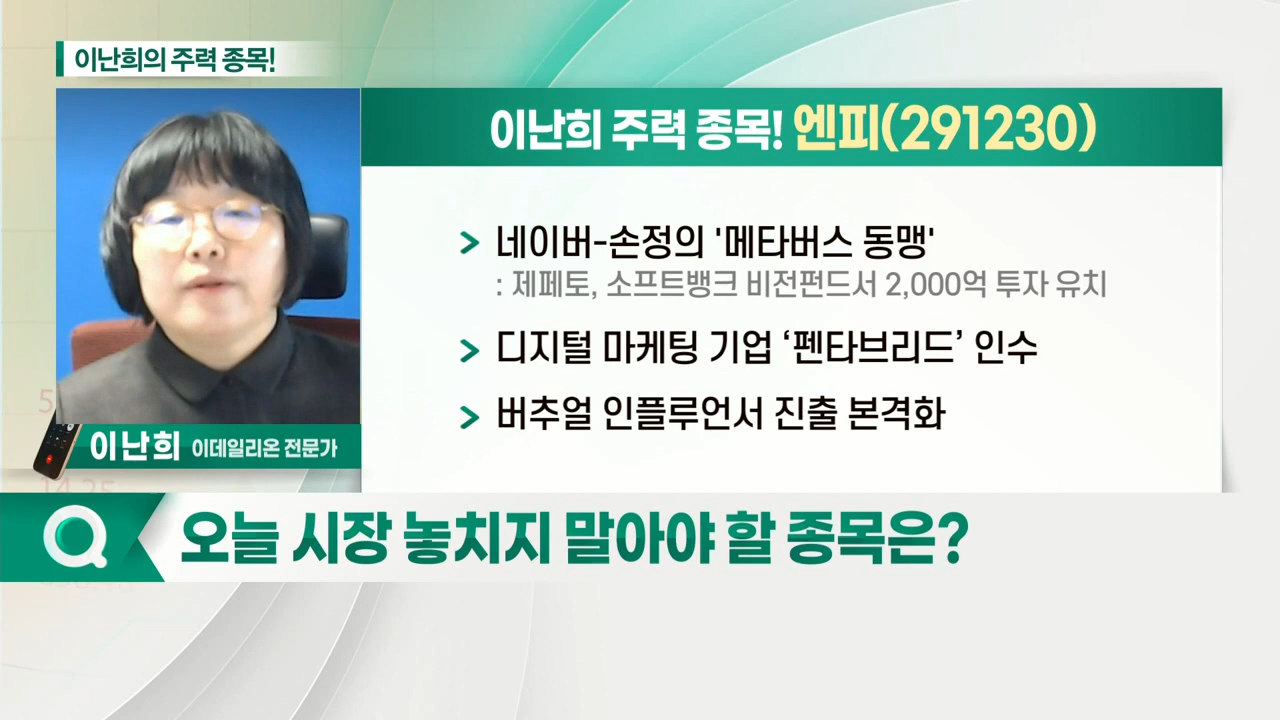 이난희의 주력 종목!
이난희 주력 종목! 엔피(291230)
네이버-손정의 '메타버스 동맹'
: 제페토, 소프트뱅크 비전펀드서 2,000억 투자 유치
디지털 마케팅 기업 ‘펜타브리드’ 인수
버추얼 인플루언서 진출 본격화
이난희 이데일리온 전문가
오늘 시장 놓치지 말아야 할 종목은?